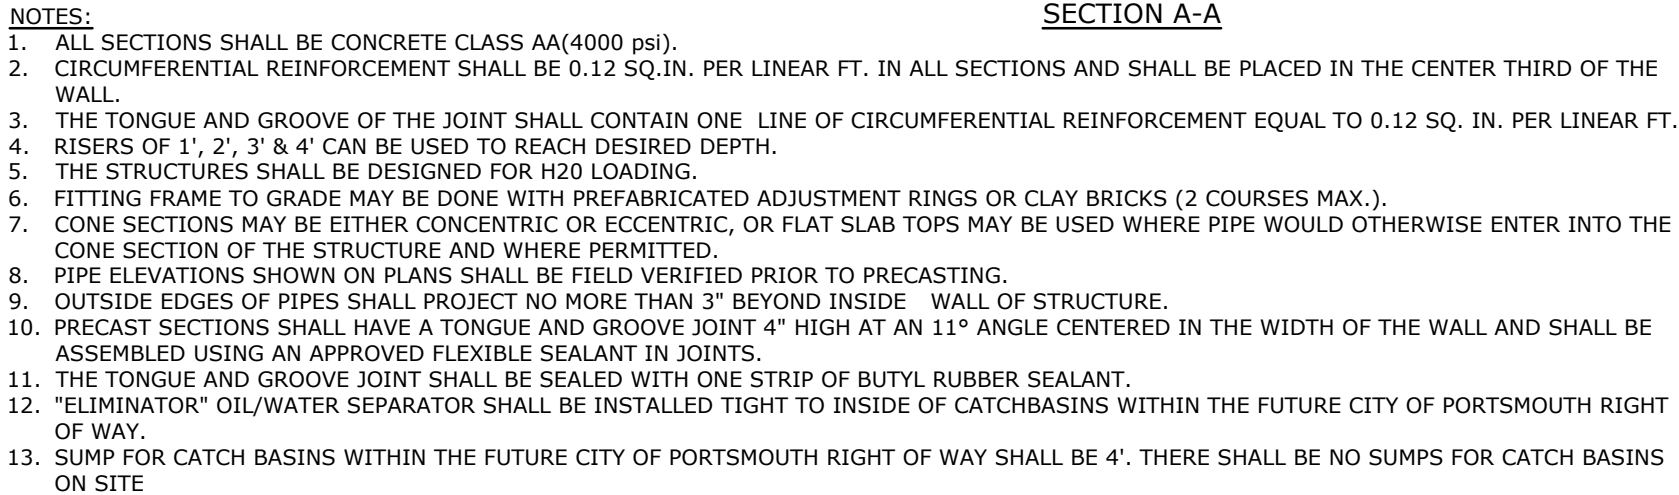 NOTES:
SECTION A-A
1. ALL SECTIONS SHALL BE CONCRETE CLASS AA(4000 psi).
2. CIRCUMFERENTIAL REINFORCEMENT SHALL BE 0.12 SQ.IN. PER LINEAR FT. IN ALL SECTIONS AND SHALL BE PLACED IN THE CENTER THIRD OF THE
WALL.
3. THE TONGUE AND GROOVE OF THE JOINT SHALL CONTAIN ONE LINE OF CIRCUMFERENTIAL REINFORCEMENT EQUAL TO 0.12 SQ. IN. PER LINEAR FT.
4. RISERS OF 1', 2', 3' & 4' CAN BE USED TO REACH DESIRED DEPTH.
5. THE STRUCTURES SHALL BE DESIGNED FOR H20 LOADING.
6. FITTING FRAME TO GRADE MAY BE DONE WITH PREFABRICATED ADJUSTMENT RINGS OR CLAY BRICKS (2 COURSES MAX.).
7. CONE SECTIONS MAY BE EITHER CONCENTRIC OR ECCENTRIC, OR FLAT SLAB TOPS MAY BE USED WHERE PIPE WOULD OTHERWISE ENTER INTO THE
CONE SECTION OF THE STRUCTURE AND WHERE PERMITTED.
8. PIPE ELEVATIONS SHOWN ON PLANS SHALL BE FIELD VERIFIED PRIOR TO PRECASTING.
9. OUTSIDE EDGES OF PIPES SHALL PROJECT NO MORE THAN 3" BEYOND INSIDE WALL OF STRUCTURE.
10. PRECAST SECTIONS SHALL HAVE A TONGUE AND GROOVE JOINT 4" HIGH AT AN 11° ANGLE CENTERED IN THE WIDTH OF THE WALL AND SHALL BE
ASSEMBLED USING AN APPROVED FLEXIBLE SEALANT IN JOINTS.
11. THE TONGUE AND GROOVE JOINT SHALL BE SEALED WITH ONE STRIP OF BUTYL RUBBER SEALANT.
12. "ELIMINATOR" OIL/WATER SEPARATOR SHALL BE INSTALLED TIGHT TO INSIDE OF CATCHBASINS WITHIN THE FUTURE CITY OF PORTSMOUTH RIGHT
OF WAY.
13. SUMP FOR CATCH BASINS WITHIN THE FUTURE CITY OF PORTSMOUTH RIGHT OF WAY SHALL BE 4'. THERE SHALL BE NO SUMPS FOR CATCH BASINS
ON SITE